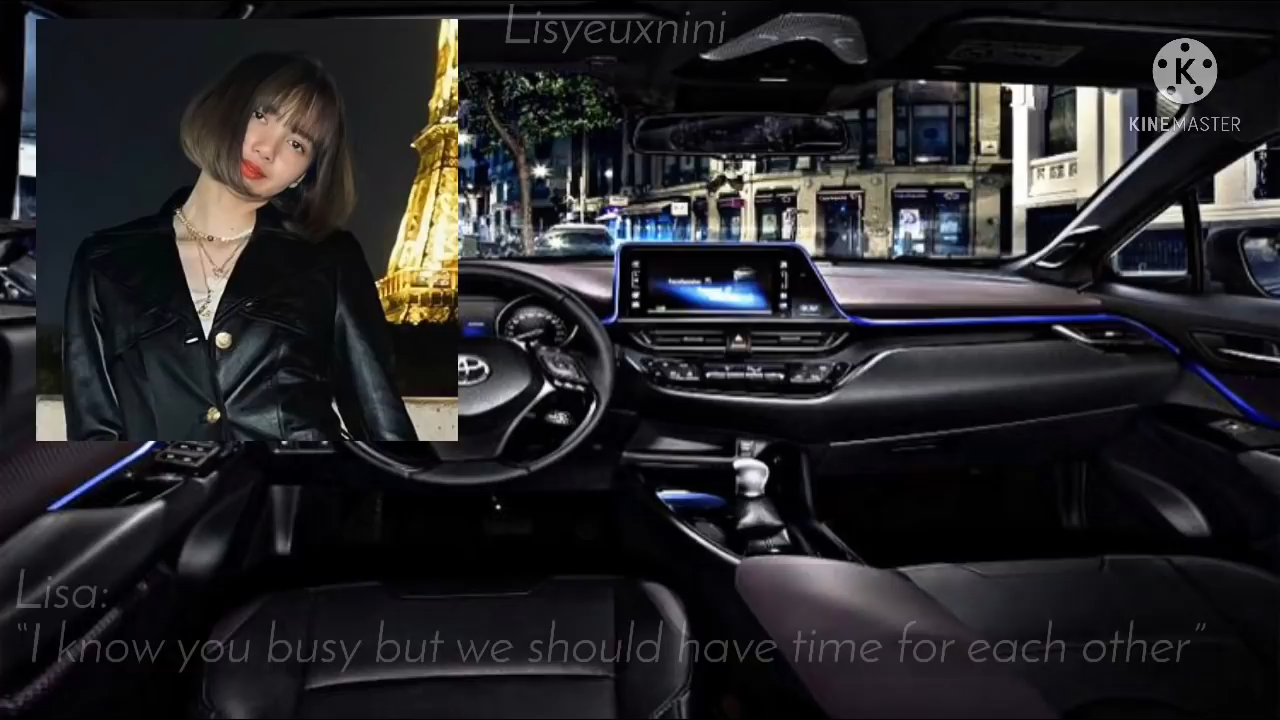 Lisyeuxnini
K
KINEMASTER
Lisa:
“I know you busy but we should have time for each other”